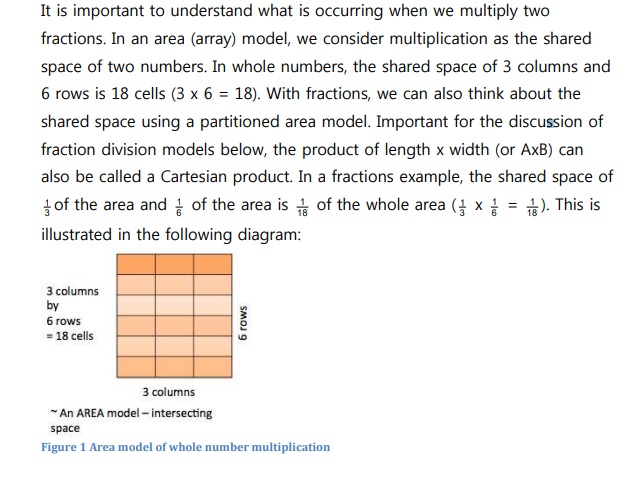 It is important to understand what is occurring when we multiply two
fractions. In an area (array) model, we consider multiplication as the shared
space of two numbers. In whole numbers, the shared space of 3 columns and
6 rows is 18 cells (3 x 6 = 18). With fractions, we can also think about the
shared space using a partitioned area model. Important for the discussion of
fraction division models below, the product of length x width (or AxB) can
also be called a Cartesian product. In a fractions example, the shared space of
1/3 of the area and 1/6 of the area is 1/18 of the whole area (1/3 x 1/6 = 1/18). This is
illustrated in the following diagram:
3 columns
by
6 rows
= 18 cells
6 rows
3 columns
~ An AREA model – intersecting
space
Figure 1 Area model of whole number multiplication